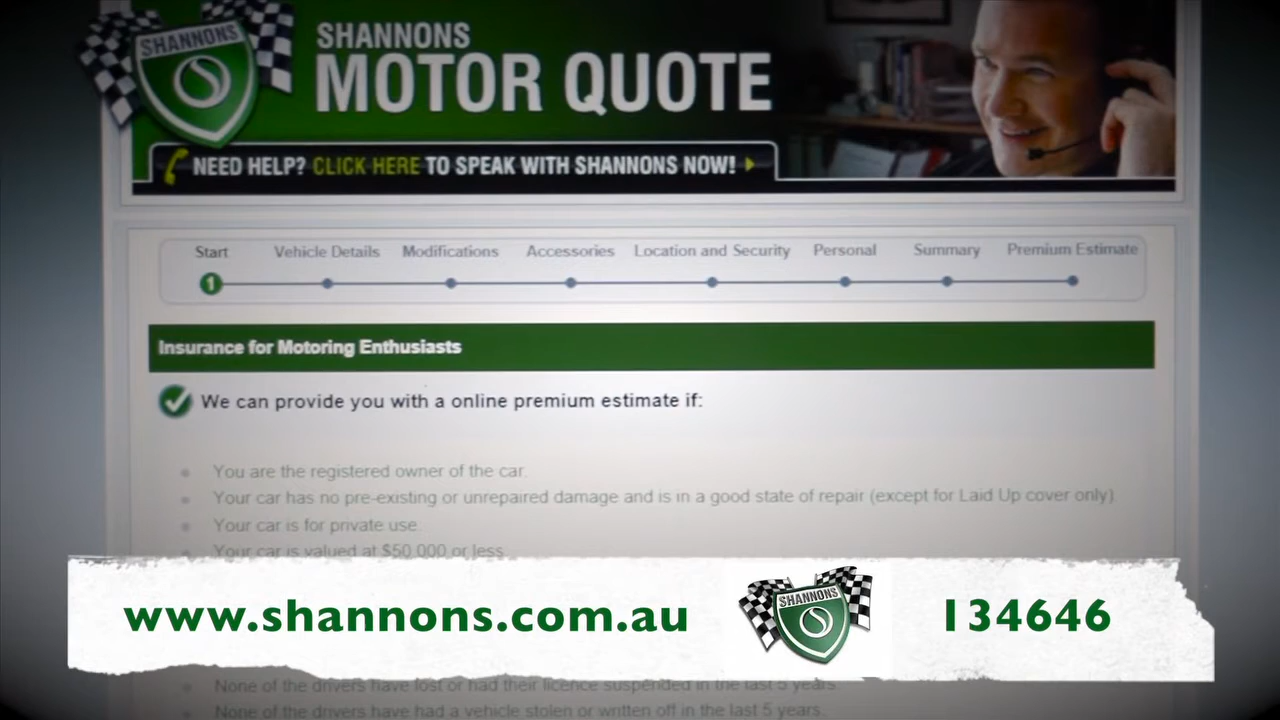 SHANNONS
SHANNONS
MOTOR QUOTE
NEED HELP? CLICK HERE TO SPEAK WITH SHANNONS NOW!
Start Vehicle Details Modifications Accessories Location and Security Personal Summary Premium Estimate
1
Insurance for Motoring Enthusiasts
We can provide you with a online premium estimate if:
You are the registered owner of the car.
Your car has no pre-existing or unrepaired damage and is in a good state of repair (except for Laid Up cover only)
Your car is for private use.
Your car is valued at $50,000 or less
www.shannons.com.au SHANNONS 134646
None of the drivers have lost or had their licence suspended in the last 5 years.
None of the drivers have had a vehicle stolen or written off in the last 5 years.